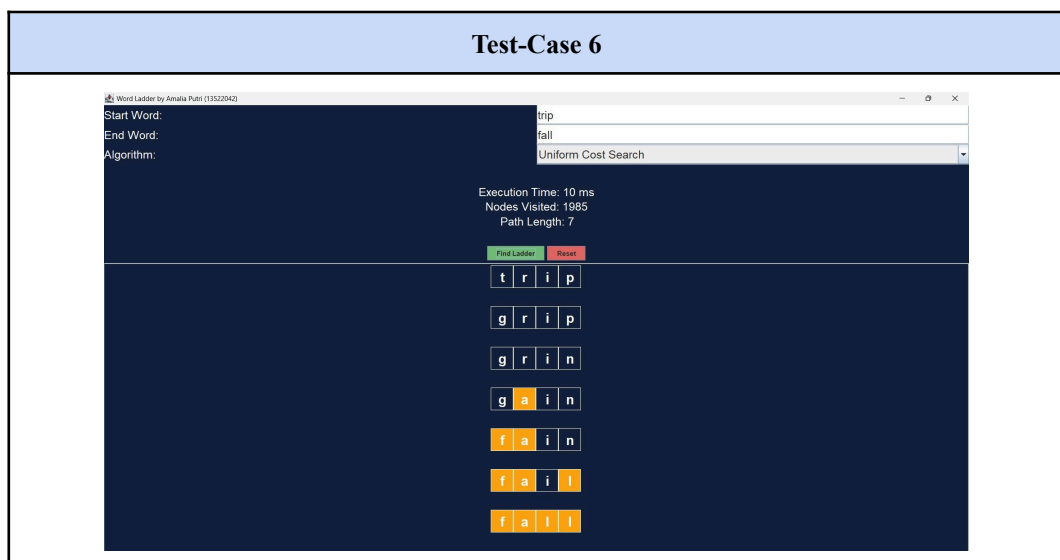 Test-Case 6
Word Ladder by Amalia Putri (13522042)
Start Word: trip
End Word: fall
Algorithm: Uniform Cost Search
Execution Time: 10 ms
Nodes Visited: 1985
Path Length: 7
Find Ladder Reset
t r i p
g r i p
g r i n
g a i n
f a i n
f a i l
f a l l